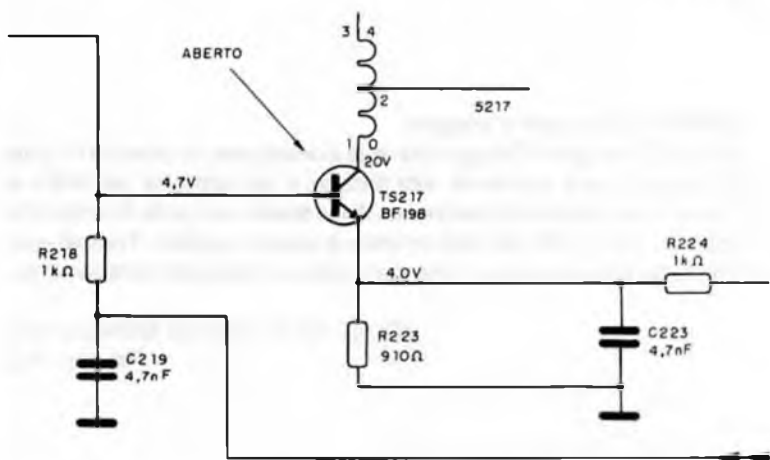 3 4
ABERTO
2
5217
1 0
20V
4,7V
TS217
BF198
R218
1kΩ
R224
1kΩ
4.0V
R223
910Ω
C223
4,7nF
C219
4,7nF